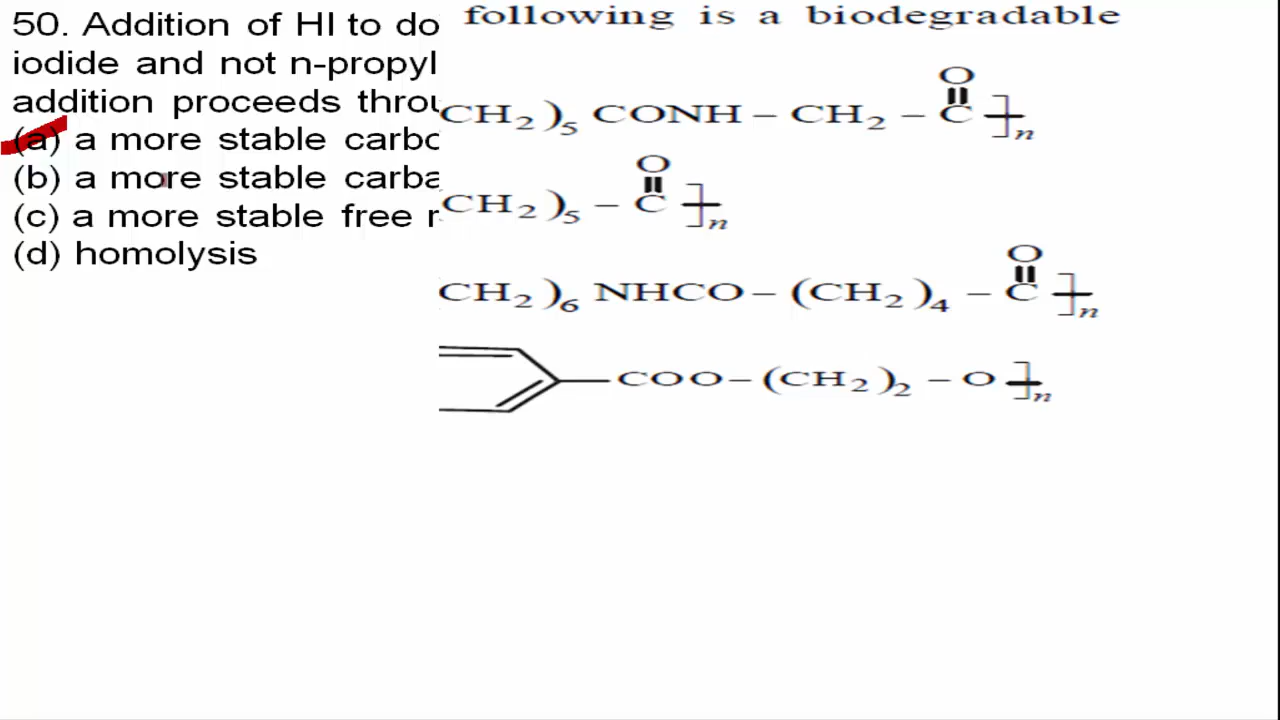 50. Addition of HI to do
iodide and not n-propyl
addition proceeds throu
(a) a more stable carbo
(b) a more stable carba
(c) a more stable free r
(d) homolysis
following is a biodegradable
CH₂)₅ CONH – CH₂ – C ]n
O
CH₂)₅ – C ]n
O
CH₂)₆ NHCO – (CH₂)₄ – C ]n
O
COO – (CH₂)₂ – O ]n